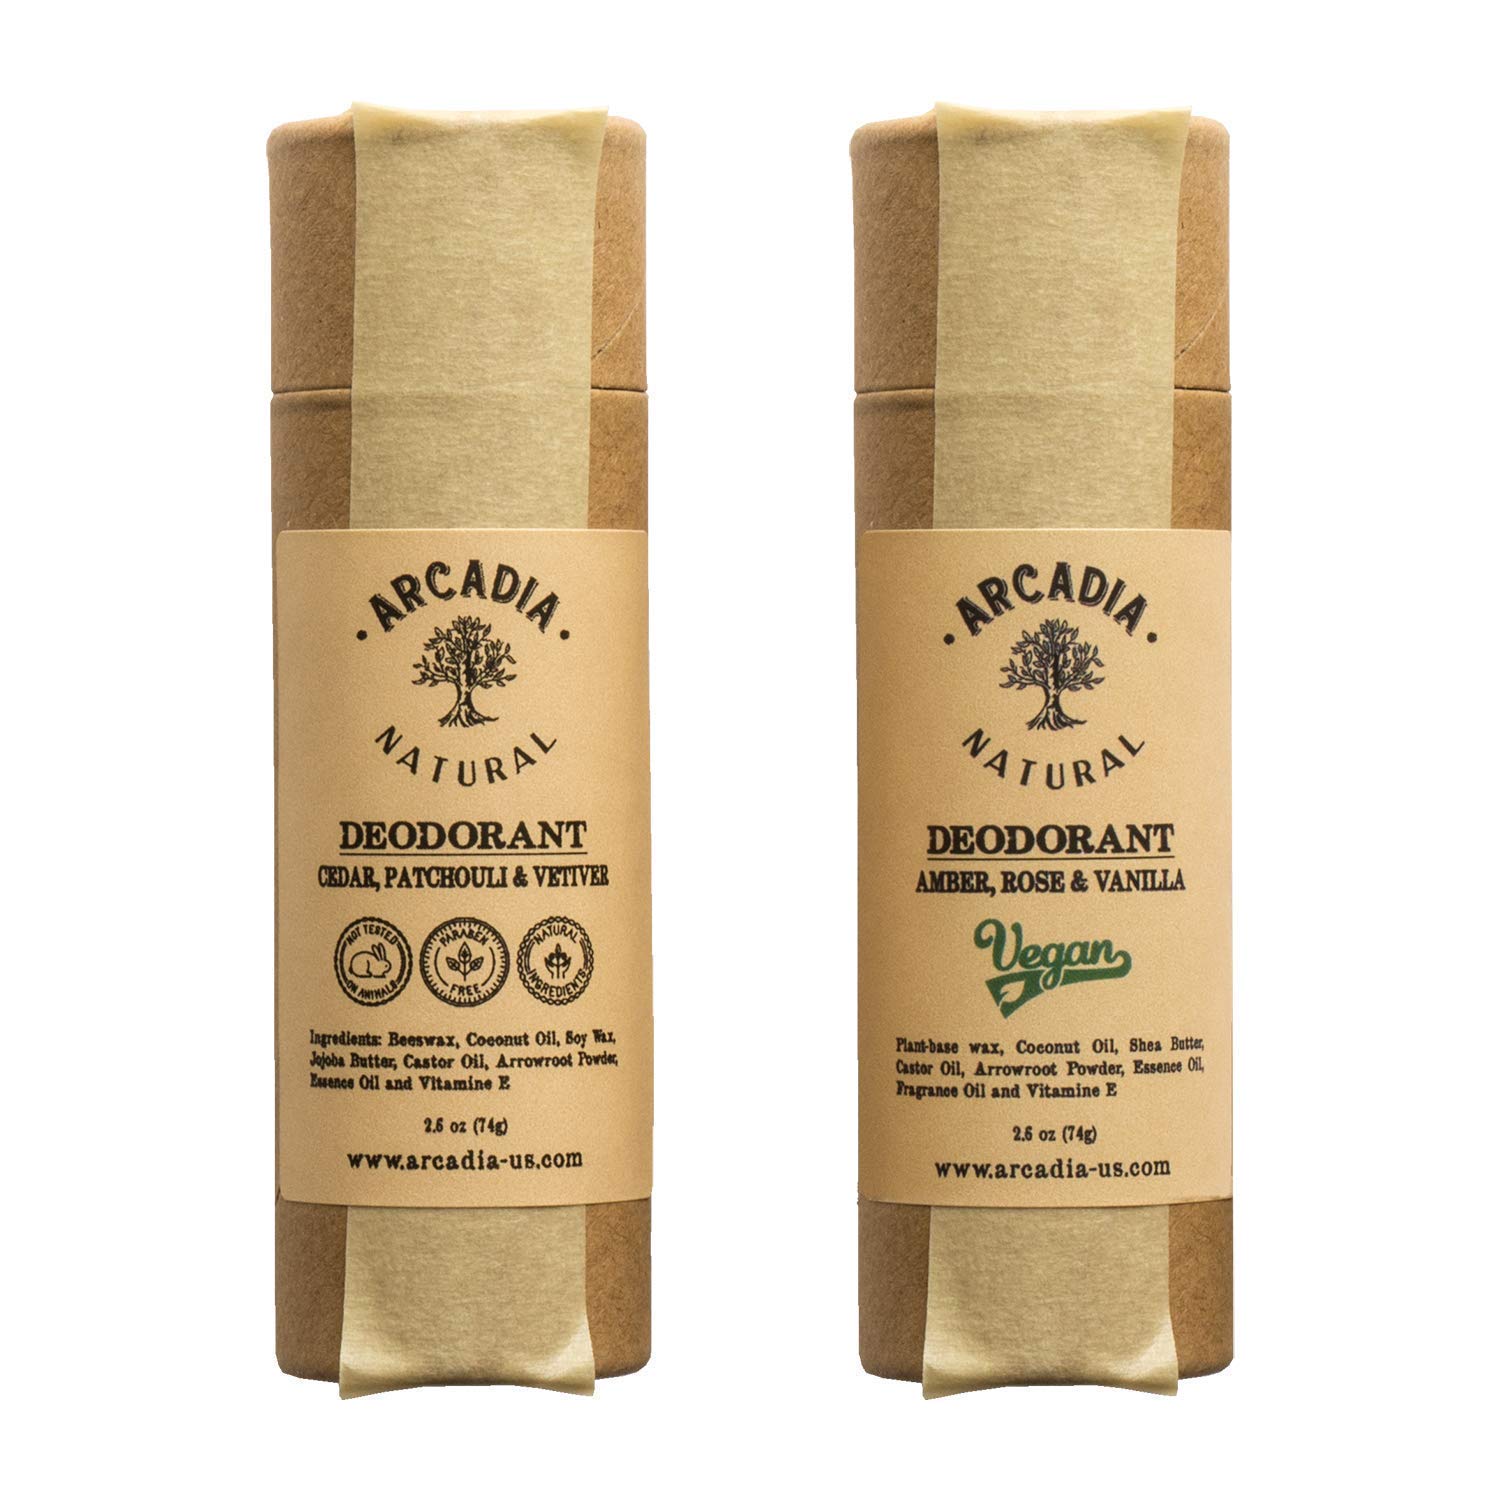 · ARCADIA ·
NATURAL
DEODORANT
CEDAR, PATCHOULI & VETIVER
NOT TESTED
ON ANIMALS
PARABEN
FREE
NATURAL
INGREDIENTS
Ingredients: Beeswax, Coconut Oil, Soy Wax,
Jojoba Butter, Castor Oil, Arrowroot Powder,
Essence Oil and Vitamine E
2.6 oz (74g)
www.arcadia-us.com
· ARCADIA ·
NATURAL
DEODORANT
AMBER, ROSE & VANILLA
Vegan
Plant-base wax, Coconut Oil, Shea Butter,
Castor Oil, Arrowroot Powder, Essence Oil,
Fragrance Oil and Vitamine E
2.6 oz (74g)
www.arcadia-us.com